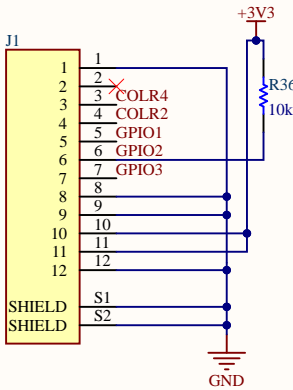 +3V3
J1
1 1
2 2
3 3 COLR4
4 4 COLR2
5 5 GPIO1
6 6 GPIO2
7 7 GPIO3
8 8
9 9
10 10
11 11
12 12
SHIELD S1
SHIELD S2
R36
10k
GND